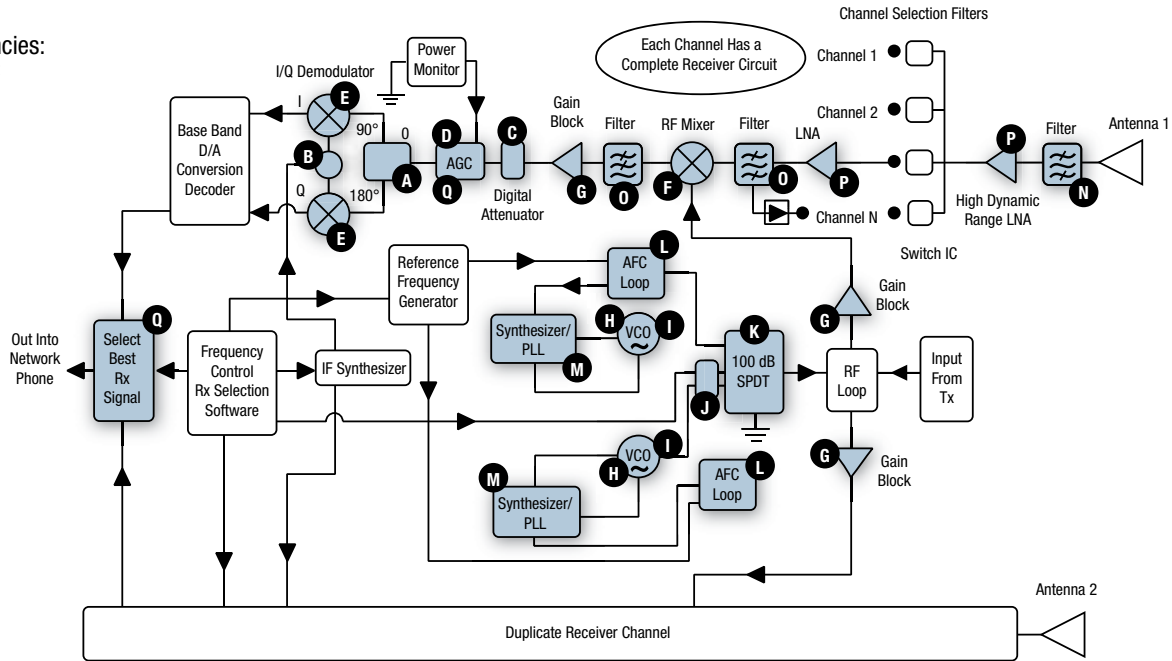 cies:
Channel Selection Filters
Each Channel Has a
Complete Receiver Circuit
Channel 1
Channel 2
Channel N
Switch IC
Antenna 1
Filter
N
P
High Dynamic
Range LNA
LNA
P
Filter
O
RF Mixer
F
Filter
O
Gain
Block
G
C
Digital
Attenuator
Power
Monitor
D
AGC
Q
0
A
90°
180°
I/Q Demodulator
I
E
B
Q
E
Base Band
D/A
Conversion
Decoder
Reference
Frequency
Generator
L
AFC
Loop
Synthesizer/
PLL
M
H
VCO
~
I
K
100 dB
SPDT
J
G
Gain
Block
RF
Loop
Input
From
Tx
G
Gain
Block
Out Into
Network
Phone
Q
Select
Best
Rx
Signal
Frequency
Control
Rx Selection
Software
IF Synthesizer
M
Synthesizer/
PLL
VCO
~
H
I
L
AFC
Loop
Antenna 2
Duplicate Receiver Channel